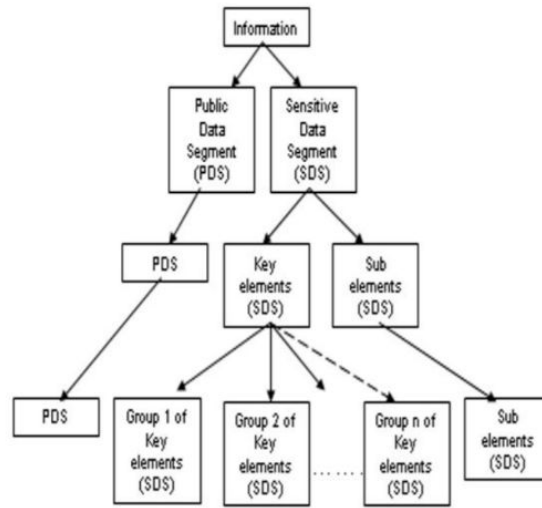 Information
Public
Data
Segment
(PDS)
Sensitive
Data
Segment
(SDS)
PDS
Key
elements
(SDS)
Sub
elements
(SDS)
PDS
Group 1 of
Key
elements
(SDS)
Group 2 of
Key
elements
(SDS)
......
Group n of
Key
elements
(SDS)
Sub
elements
(SDS)